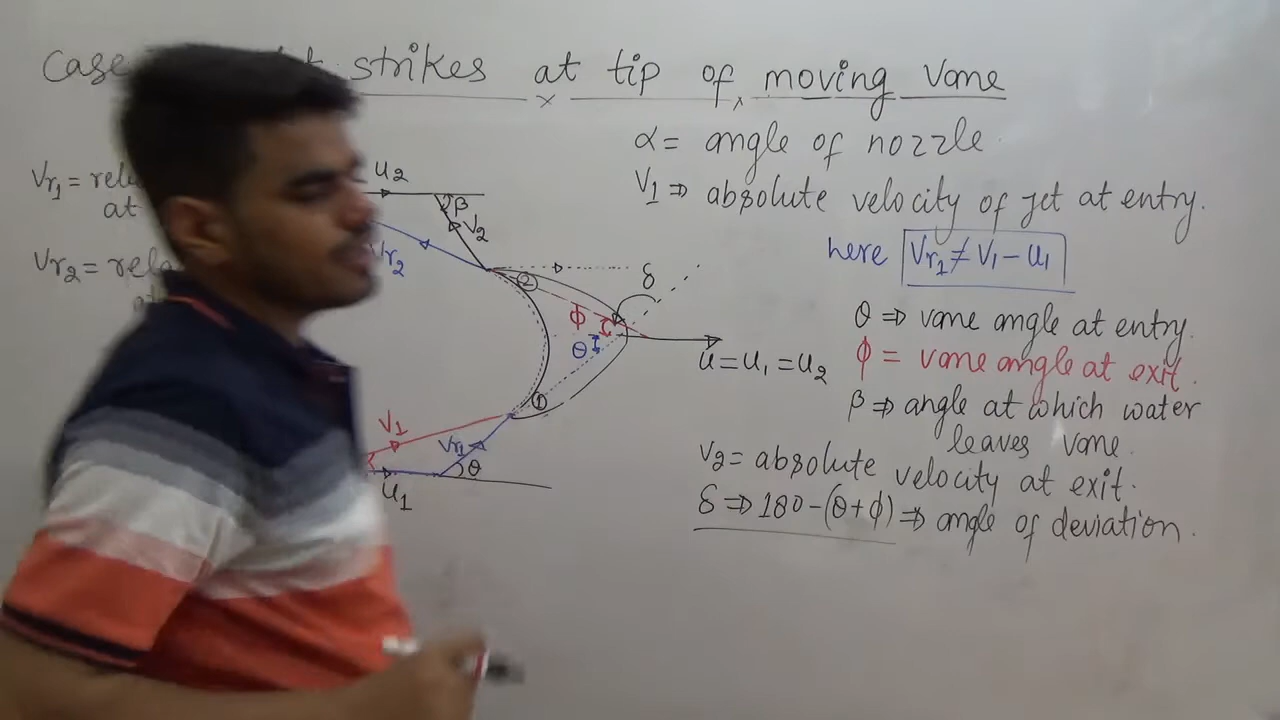 Case strikes at tip of moving Vane
α = angle of nozzle.
V1 ⇒ absolute velocity of jet at entry.
here Vr1 ≠ V1 - u1
θ ⇒ vane angle at entry.
ϕ = vane angle at exit.
β ⇒ angle at which water
leaves vane.
V2 = absolute velocity at exit.
δ ⇒ 180 - (θ + ϕ) ⇒ angle of deviation.
Vr1 =
at
Vr2 =
u2
β
V2
Vr2
②
δ
ϕ
θ
u = u1 = u2
①
V1
Vr1
θ
u1